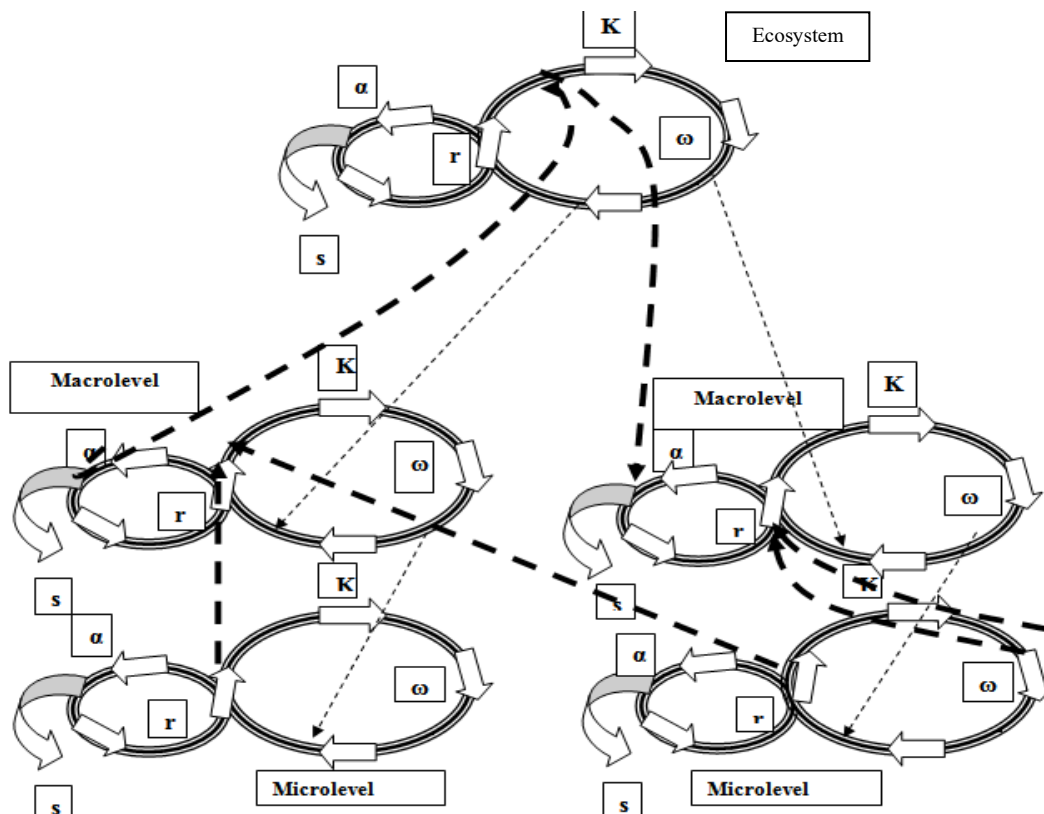 K
Ecosystem
α
r
ω
s
Macrolevel
K
α
r
ω
s
Macrolevel
K
α
r
ω
s
K
α
r
ω
s
Microlevel
K
α
r
ω
s
Microlevel